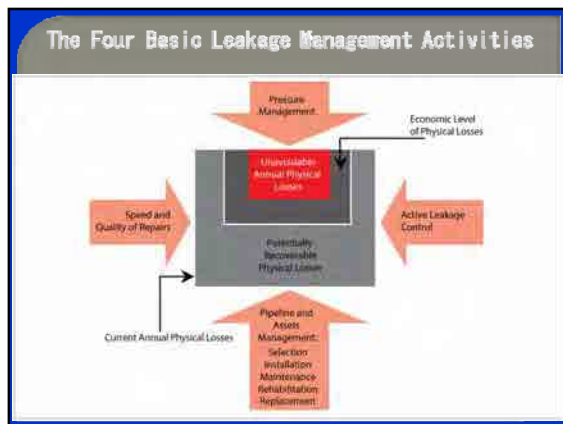 The Four Basic Leakage Management Activities
Pressure
Management
Economic Level
of Physical Losses
Unavoidable
Annual Physical
Losses
Speed and
Quality of Repairs
Active Leakage
Control
Potentially
Recoverable
Physical Losses
Current Annual Physical Losses
Pipeline and
Assets
Management:
Selection
Installation
Maintenance
Rehabilitation
Replacement